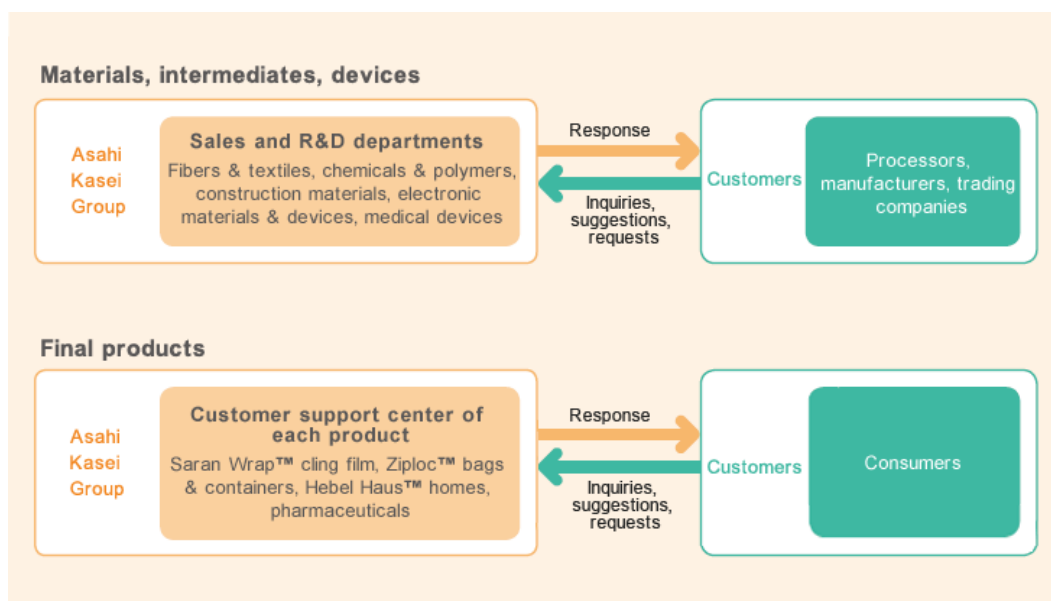 Materials, intermediates, devices
Asahi
Kasei
Group
Sales and R&D departments
Fibers & textiles, chemicals & polymers,
construction materials, electronic
materials & devices, medical devices
Response
Inquiries,
suggestions,
requests
Customers
Processors,
manufacturers, trading
companies
Final products
Asahi
Kasei
Group
Customer support center of
each product
Saran Wrap™ cling film, Ziploc™ bags
& containers, Hebel Haus™ homes,
pharmaceuticals
Response
Inquiries,
suggestions,
requests
Customers
Consumers